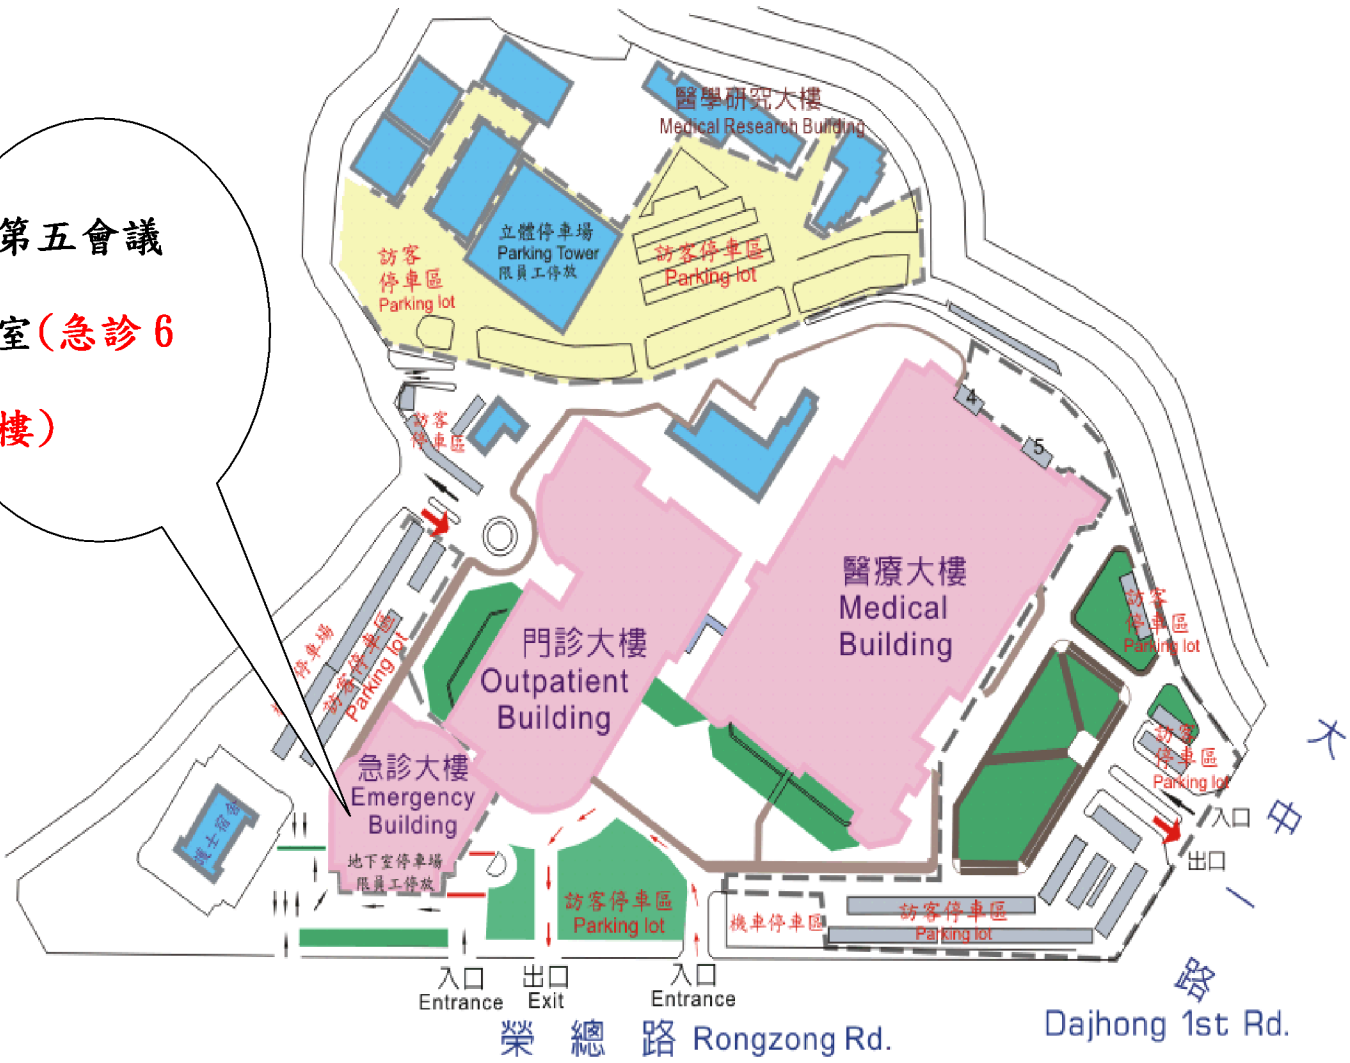 醫學研究大樓
Medical Research Building
第五會議
室(急診6
樓)
立體停車場
Parking Tower
限員工停放
訪客
停車區
Parking lot
訪客停車區
Parking lot
訪客
停車區
4
5
醫療大樓
Medical
Building
門診大樓
Outpatient
Building
停車場
訪客停車區
Parking lot
急診大樓
Emergency
Building
地下室停車場
限員工停放
護士宿舍
訪客
停車區
Parking lot
訪客
停車區
Parking lot
入口
出口
訪客停車區
Parking lot
機車停車區
訪客停車區
Parking lot
入口
Entrance
出口
Exit
入口
Entrance
榮總路 Rongzong Rd.
大中一路
Dajhong 1st Rd.